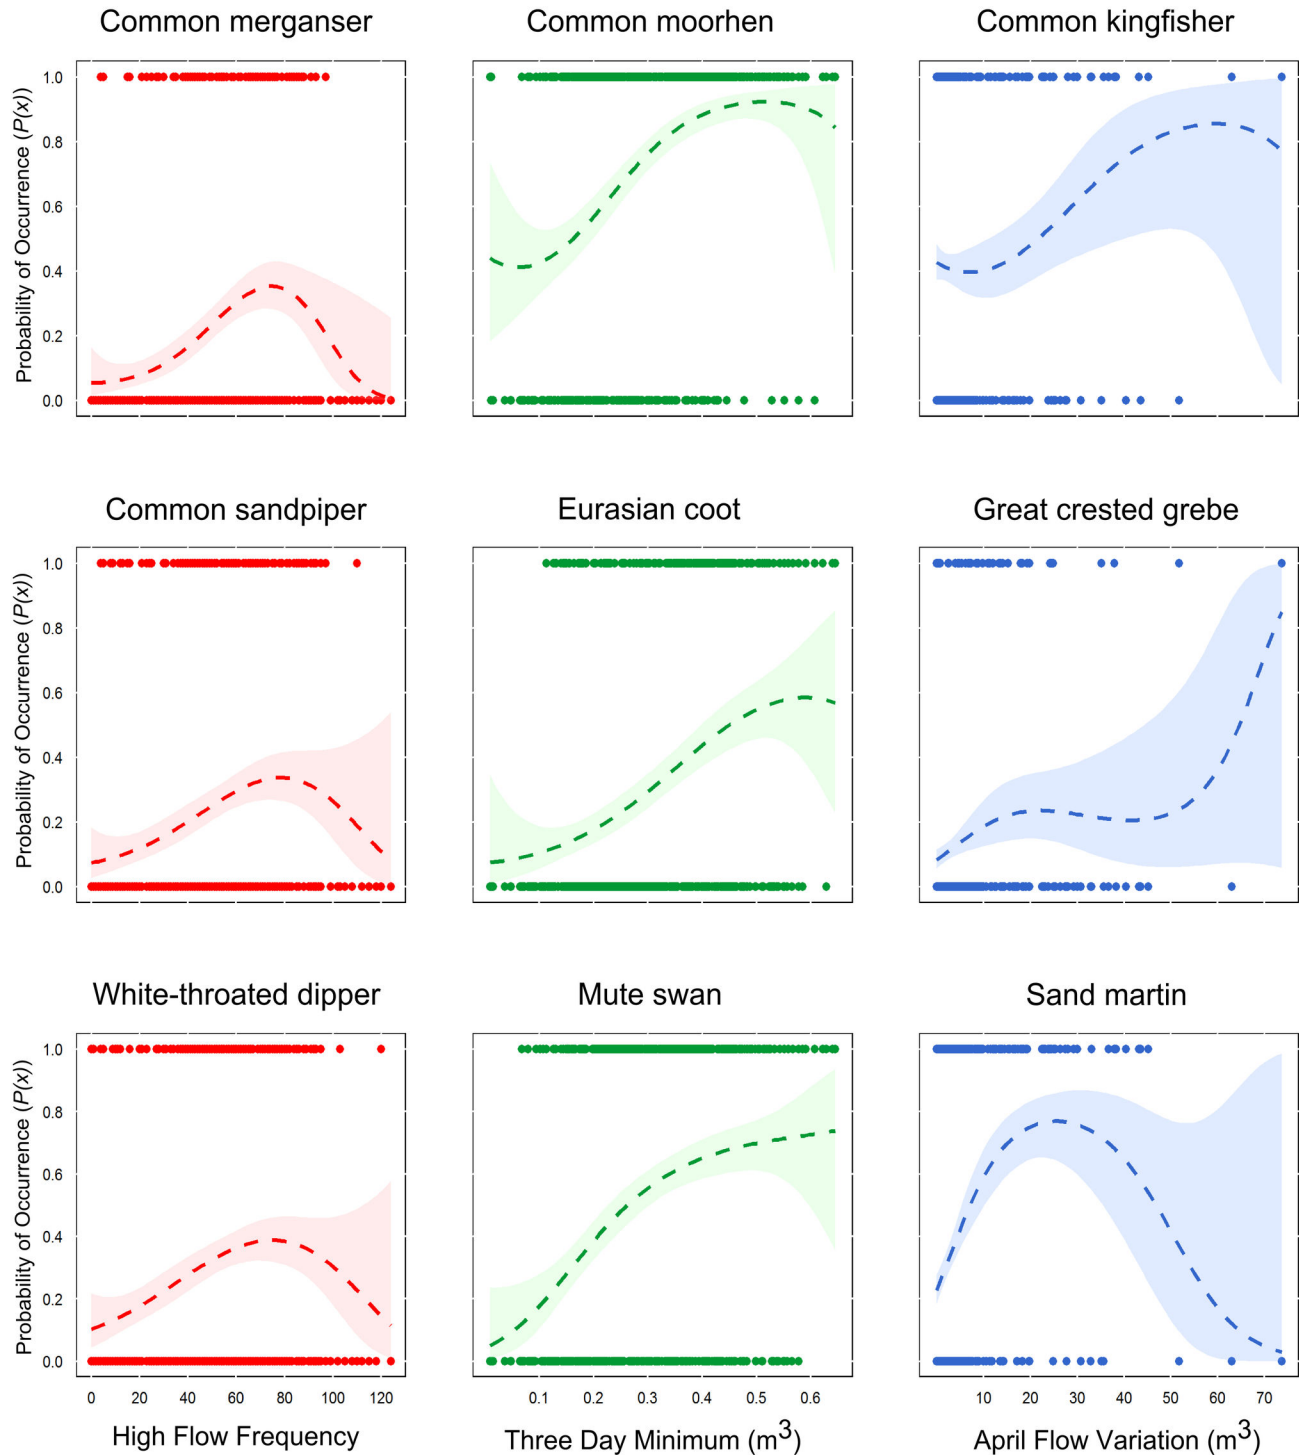 Common merganser
Common moorhen
Common kingfisher
Probability of Occurrence (P(x))
1.0
0.8
0.6
0.4
0.2
0.0
Common sandpiper
Eurasian coot
Great crested grebe
Probability of Occurrence (P(x))
1.0
0.8
0.6
0.4
0.2
0.0
White-throated dipper
Mute swan
Sand martin
Probability of Occurrence (P(x))
1.0
0.8
0.6
0.4
0.2
0.0
0 20 40 60 80 100 120
0.1 0.2 0.3 0.4 0.5 0.6
10 20 30 40 50 60 70
High Flow Frequency
Three Day Minimum (m³)
April Flow Variation (m³)